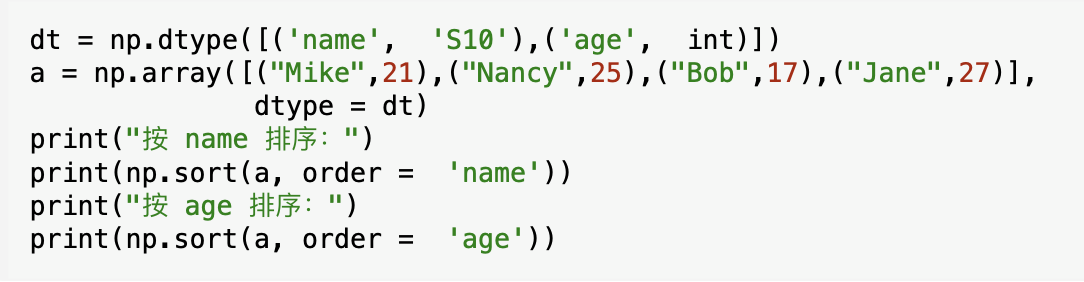 dt = np.dtype([('name',  'S10'),('age',  int)])
a = np.array([("Mike",21),("Nancy",25),("Bob",17),("Jane",27)],
              dtype = dt)
print("按 name 排序：")
print(np.sort(a, order =  'name'))
print("按 age 排序：")
print(np.sort(a, order =  'age'))